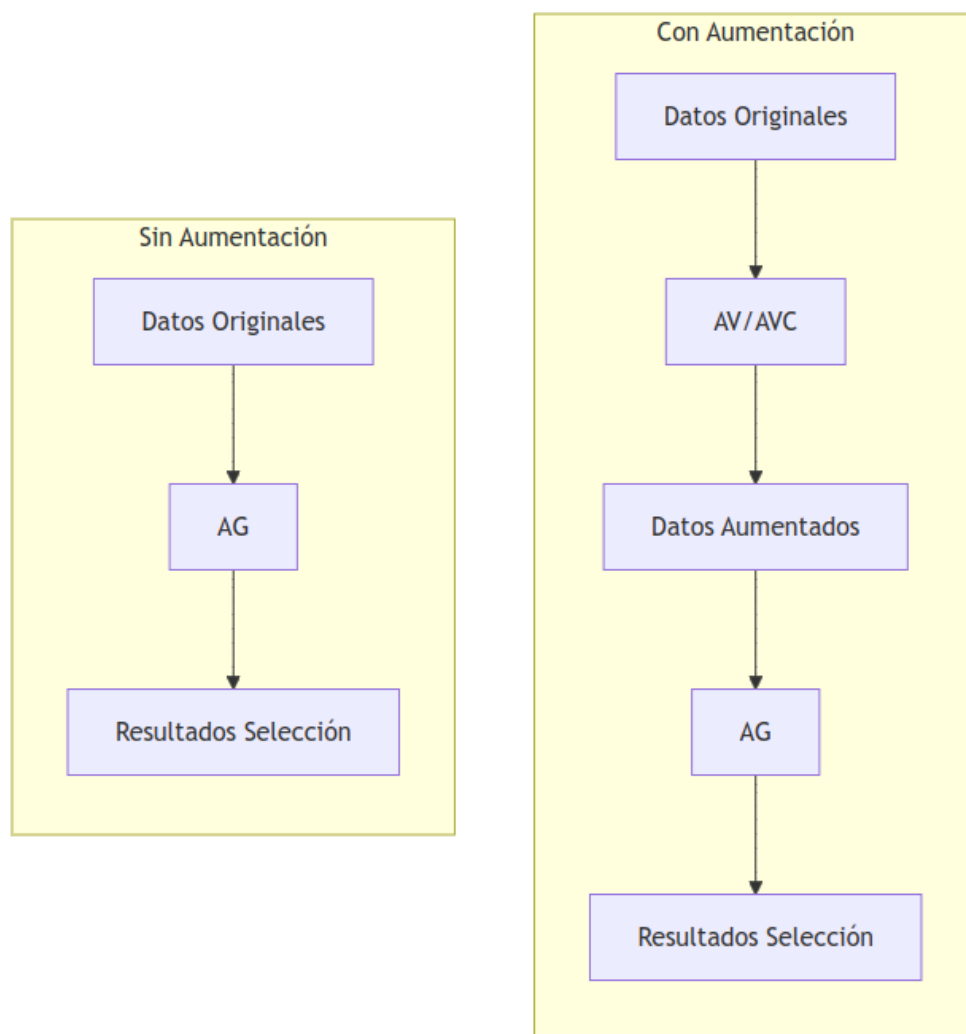 Sin Aumentación
Datos Originales
AG
Resultados Selección
Con Aumentación
Datos Originales
AV/AVC
Datos Aumentados
AG
Resultados Selección